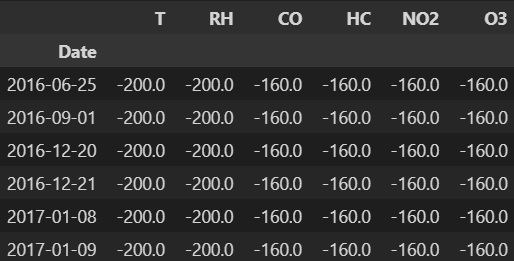 T RH CO HC NO2 O3
Date
2016-06-25 -200.0 -200.0 -160.0 -160.0 -160.0 -160.0
2016-09-01 -200.0 -200.0 -160.0 -160.0 -160.0 -160.0
2016-12-20 -200.0 -200.0 -160.0 -160.0 -160.0 -160.0
2016-12-21 -200.0 -200.0 -160.0 -160.0 -160.0 -160.0
2017-01-08 -200.0 -200.0 -160.0 -160.0 -160.0 -160.0
2017-01-09 -200.0 -200.0 -160.0 -160.0 -160.0 -160.0